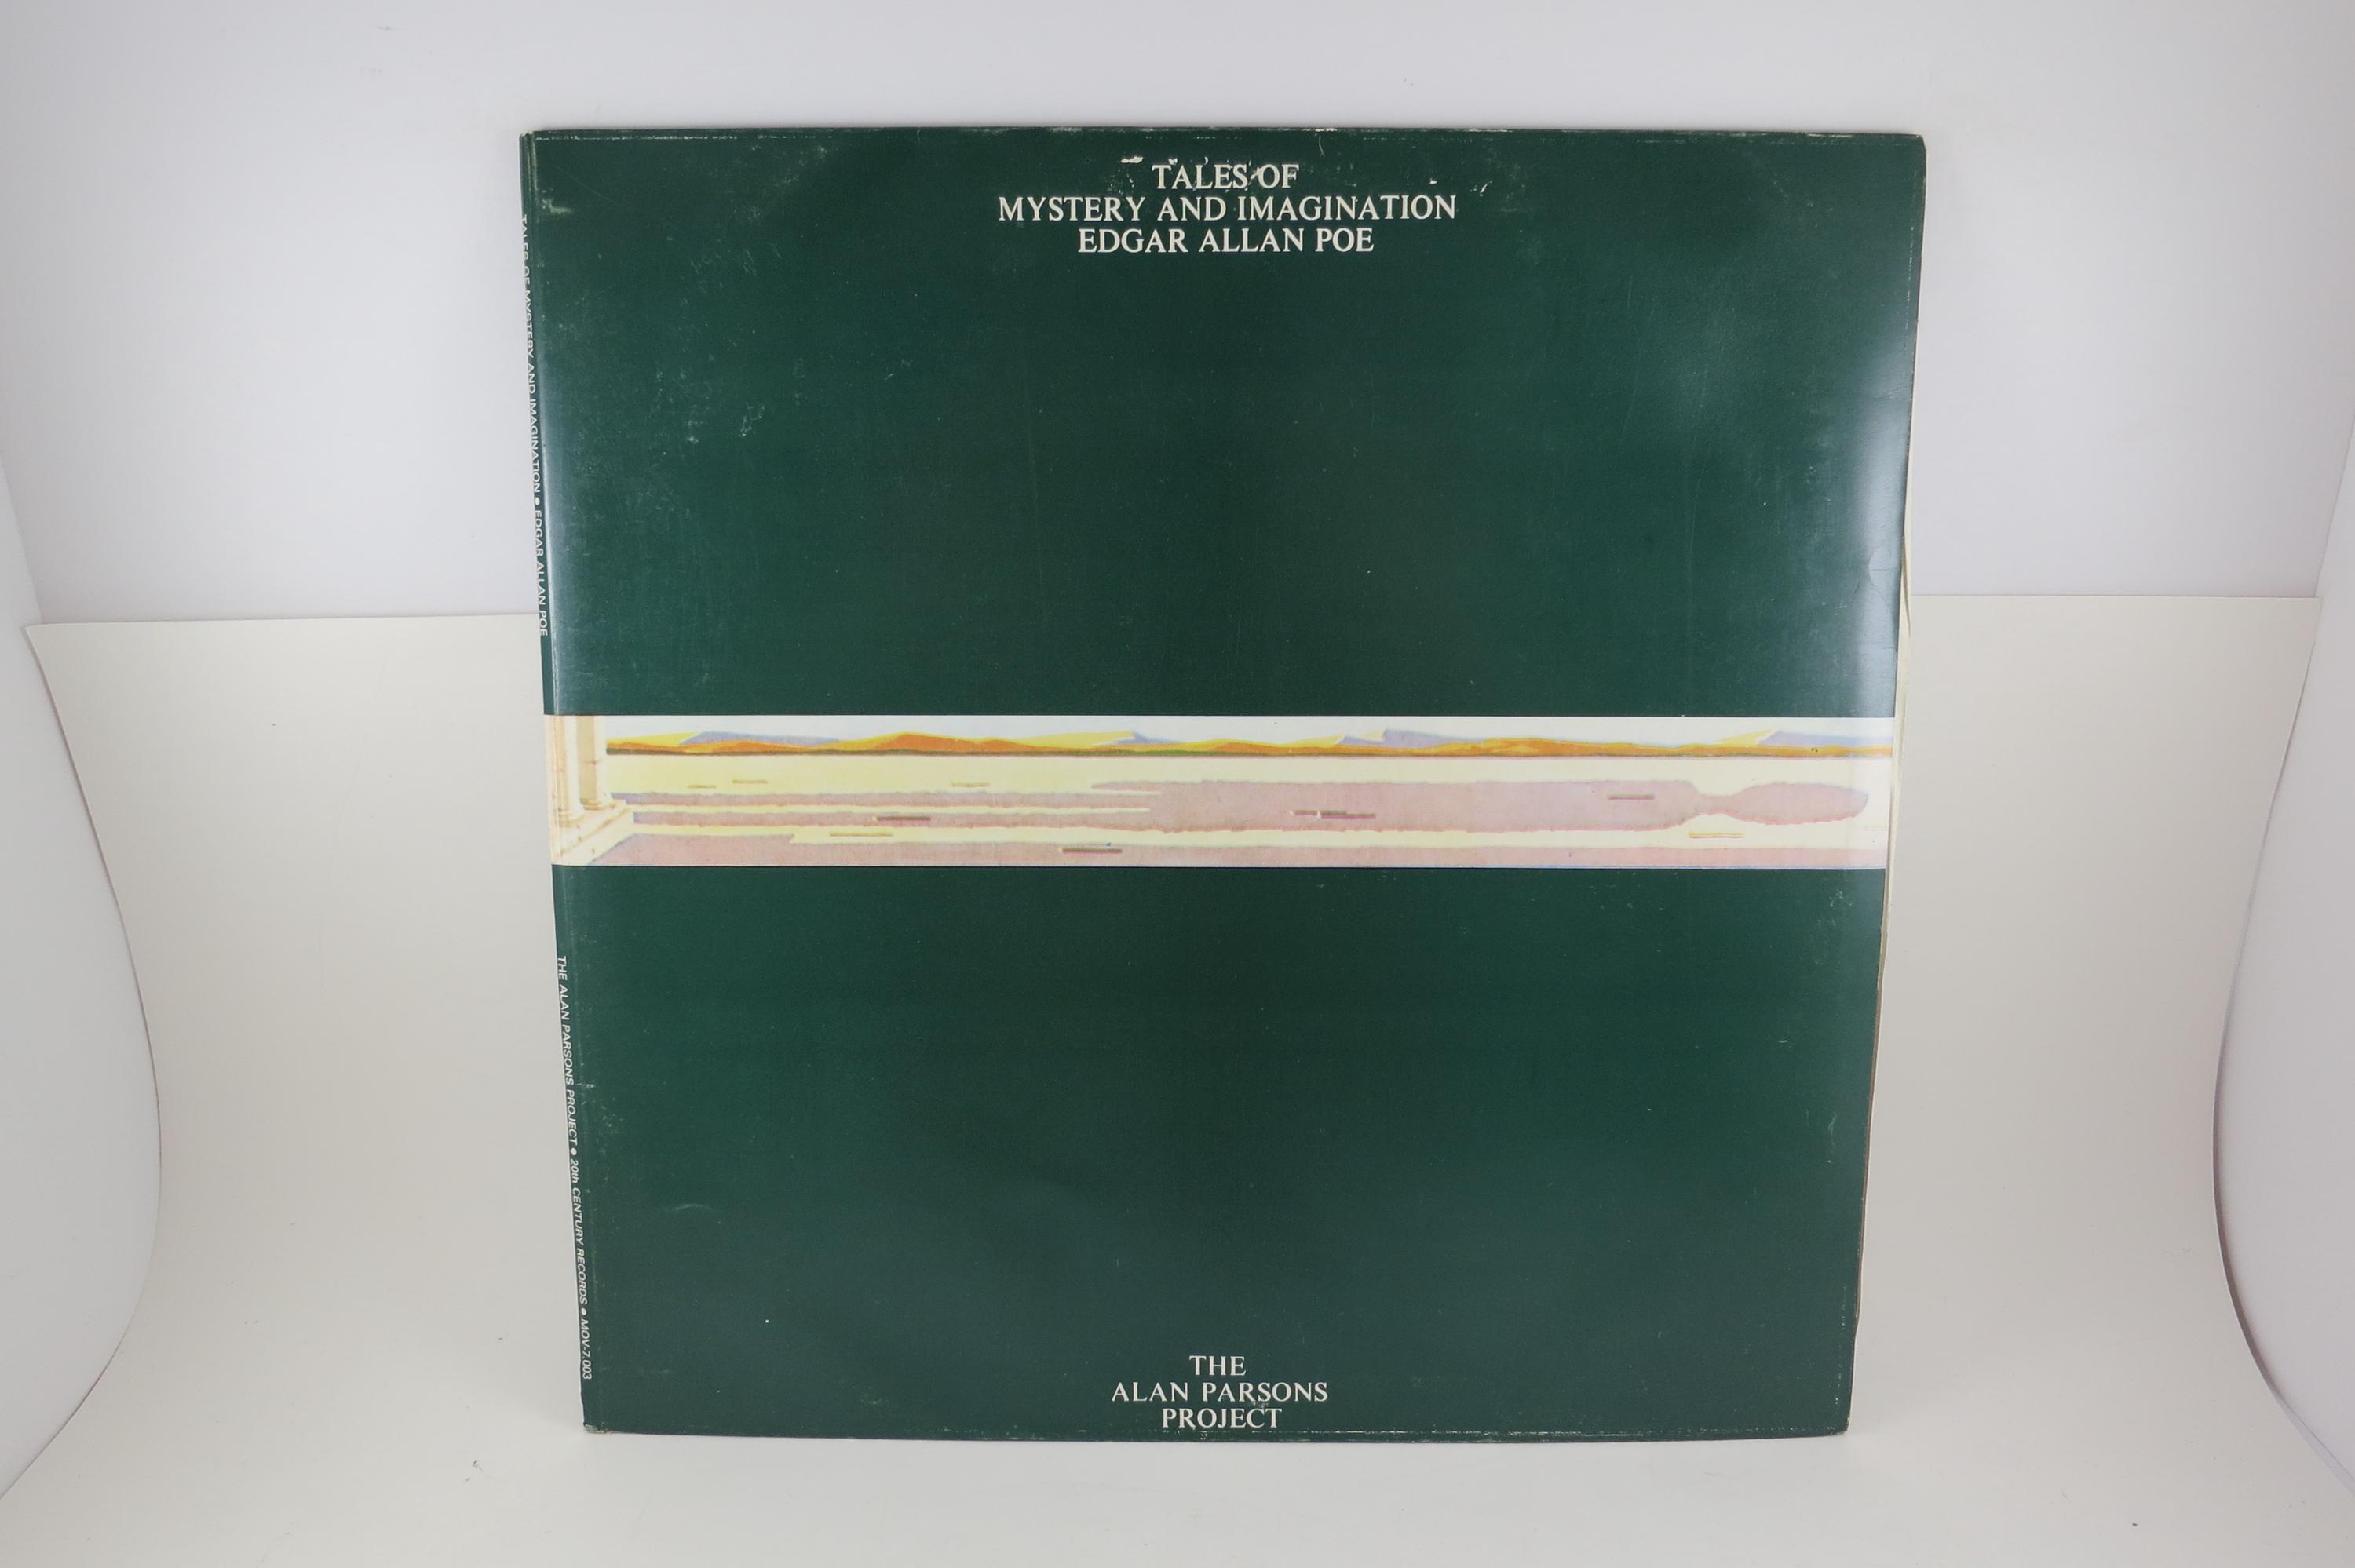 TALES OF
MYSTERY AND IMAGINATION
EDGAR ALLAN POE
TALES OF MYSTERY AND IMAGINATION • EDGAR ALLAN POE
THE ALAN PARSONS PROJECT • 20th CENTURY RECORDS • MOV-7.003
THE
ALAN PARSONS
PROJECT